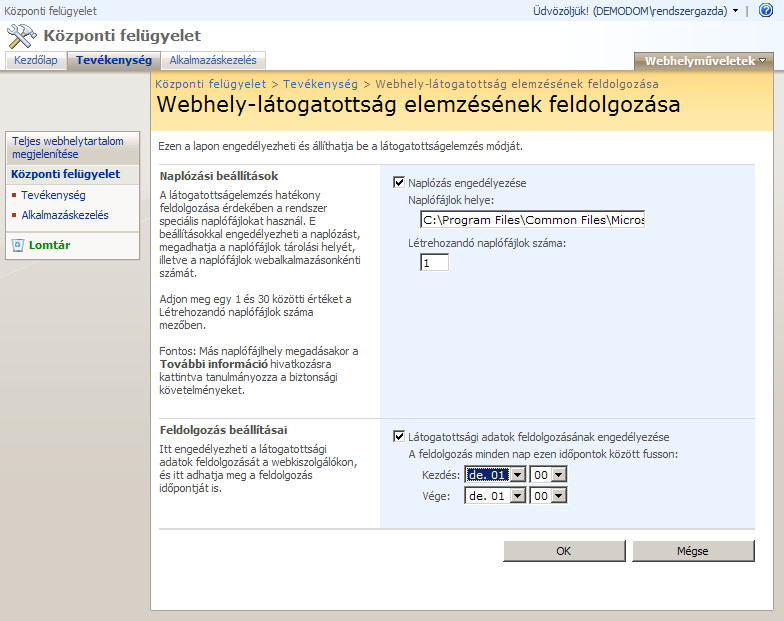 Központi felügyelet
Üdvözöljük! (DEMODOM\rendszergazda)
Központi felügyelet
Kezdőlap
Tevékenység
Alkalmazáskezelés
Webhelyműveletek
Központi felügyelet > Tevékenység > Webhely-látogatottság elemzésének feldolgozása
Webhely-látogatottság elemzésének feldolgozása
Teljes webhelytartalom
megjelenítése
Központi felügyelet
Tevékenység
Alkalmazáskezelés
Lomtár
Ezen a lapon engedélyezheti és állíthatja be a látogatottságelemzés módját.
Naplózási beállítások
A látogatottságelemzés hatékony
feldolgozása érdekében a rendszer
speciális naplófájlokat használ. E
beállításokkal engedélyezheti a naplózást,
megadhatja a naplófájlok tárolási helyét,
illetve a naplófájlok webalkalmazásonkénti
számát.
Adjon meg egy 1 és 30 közötti értéket a
Létrehozandó naplófájlok száma
mezőben.
Fontos: Más naplófájlhely megadásakor a
További információ hivatkozásra
kattintva tanulmányozza a biztonsági
követelményeket.
Naplózás engedélyezése
Naplófájlok helye:
C:\Program Files\Common Files\Micros
Létrehozandó naplófájlok száma:
1
Feldolgozás beállításai
Itt engedélyezheti a látogatottsági
adatok feldolgozását a webkiszolgálókon,
és itt adhatja meg a feldolgozás
időpontját is.
Látogatottsági adatok feldolgozásának engedélyezése
A feldolgozás minden nap ezen időpontok között fusson:
Kezdés: de. 01 00
Vége: de. 01 00
OK
Mégse